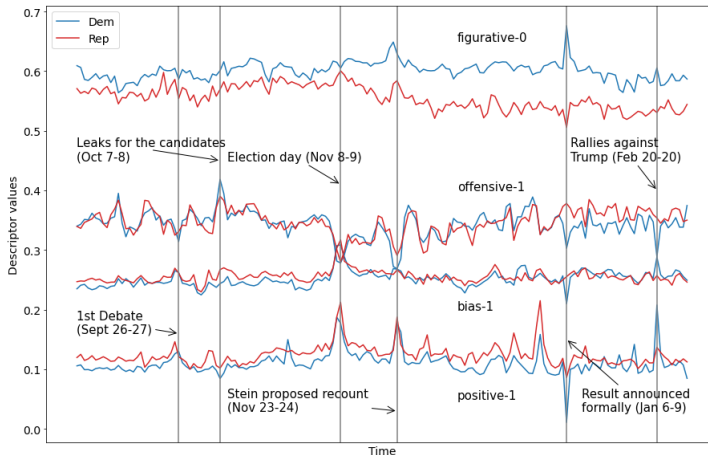 0.7
0.6
0.5
0.4
0.3
0.2
0.1
0.0
Descriptor values
Dem
Rep
figurative-0
Leaks for the candidates
(Oct 7-8)
Election day (Nov 8-9)
Rallies against
Trump (Feb 20-20)
offensive-1
1st Debate
(Sept 26-27)
bias-1
Stein proposed recount
(Nov 23-24)
positive-1
Result announced
formally (Jan 6-9)
Time